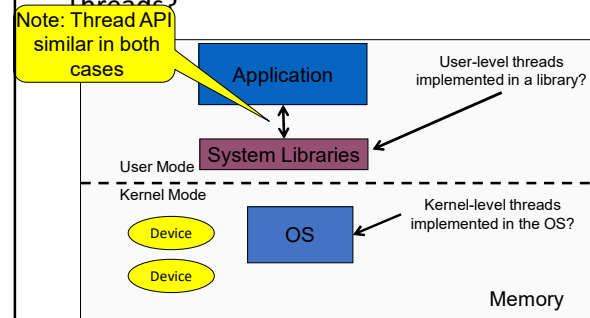 Threads?
Note: Thread API
similar in both
cases
Application
User-level threads
implemented in a library?
System Libraries
User Mode
Kernel Mode
Kernel-level threads
implemented in the OS?
Device
OS
Device
Memory